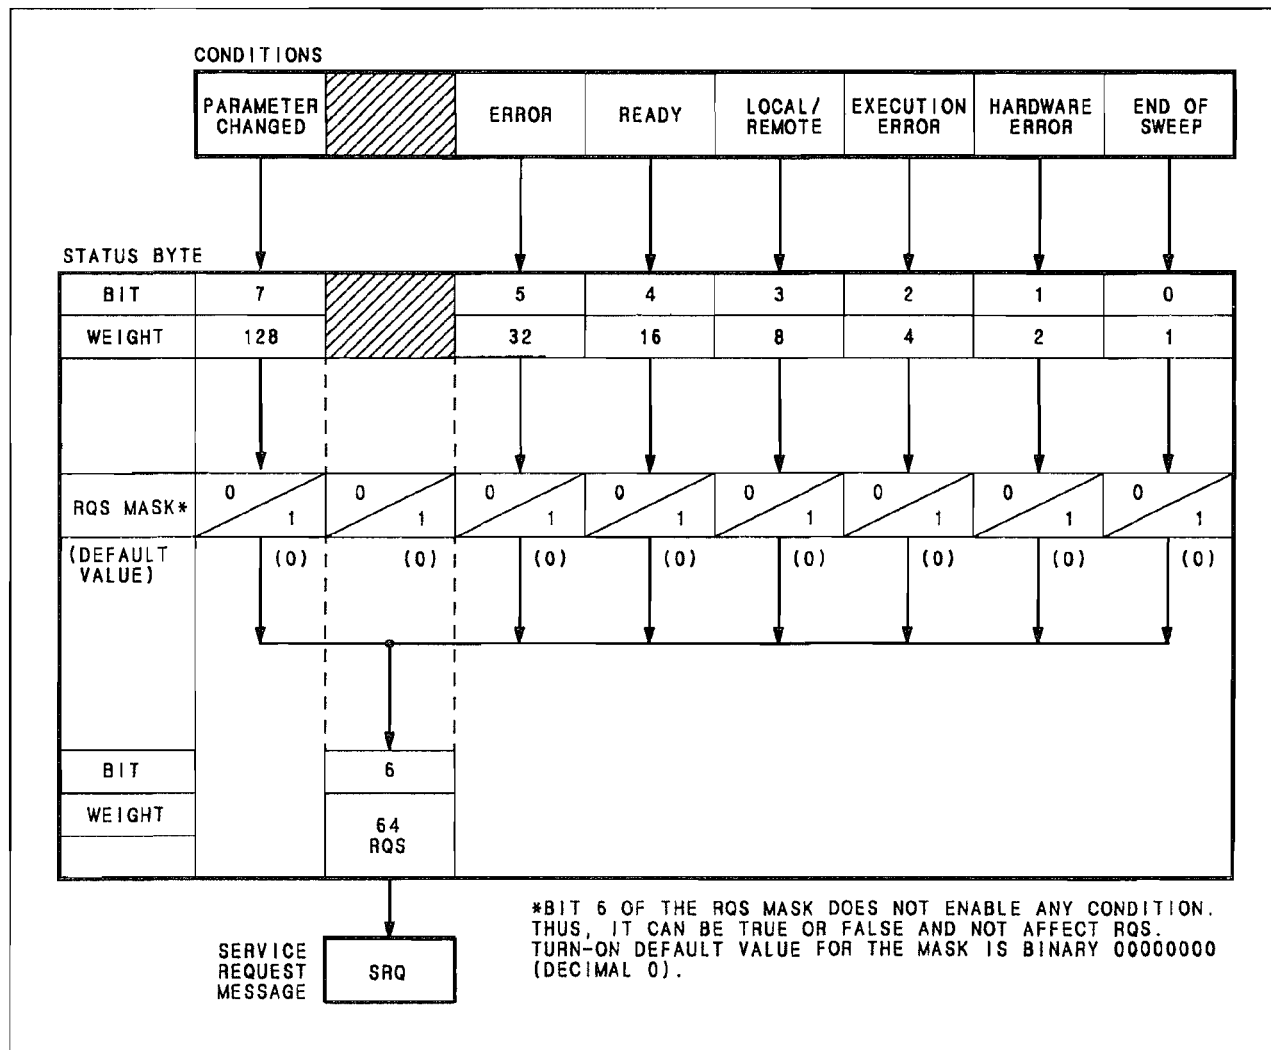 CONDITIONS
PARAMETER CHANGED ERROR READY LOCAL/ REMOTE EXECUTION ERROR HARDWARE ERROR END OF SWEEP
STATUS BYTE
BIT 7 5 4 3 2 1 0
WEIGHT 128 32 16 8 4 2 1
RQS MASK* 0 1 0 1 0 1 0 1 0 1 0 1 0 1 0 1
(DEFAULT VALUE) (0) (0) (0) (0) (0) (0) (0) (0)
BIT 6
WEIGHT 64
RQS
*BIT 6 OF THE RQS MASK DOES NOT ENABLE ANY CONDITION.
THUS, IT CAN BE TRUE OR FALSE AND NOT AFFECT RQS.
TURN-ON DEFAULT VALUE FOR THE MASK IS BINARY 00000000
(DECIMAL 0).
SERVICE
REQUEST
MESSAGE
SRQ